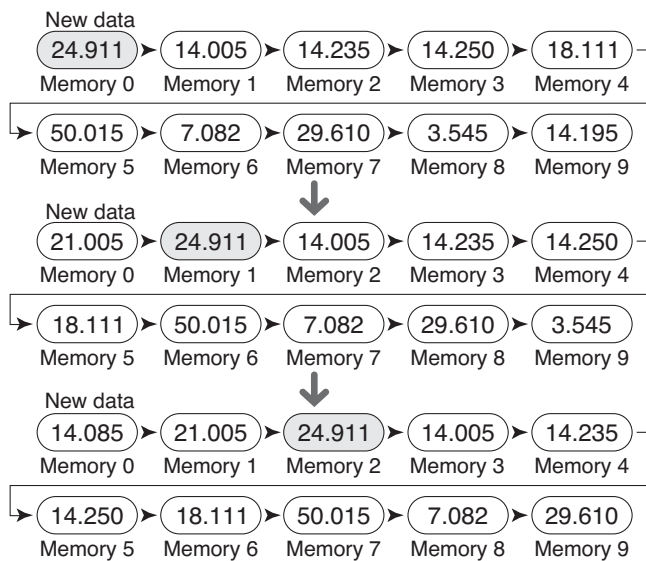 New data
24.911 14.005 14.235 14.250 18.111
Memory 0 Memory 1 Memory 2 Memory 3 Memory 4
50.015 7.082 29.610 3.545 14.195
Memory 5 Memory 6 Memory 7 Memory 8 Memory 9
New data
21.005 24.911 14.005 14.235 14.250
Memory 0 Memory 1 Memory 2 Memory 3 Memory 4
18.111 50.015 7.082 29.610 3.545
Memory 5 Memory 6 Memory 7 Memory 8 Memory 9
New data
14.085 21.005 24.911 14.005 14.235
Memory 0 Memory 1 Memory 2 Memory 3 Memory 4
14.250 18.111 50.015 7.082 29.610
Memory 5 Memory 6 Memory 7 Memory 8 Memory 9